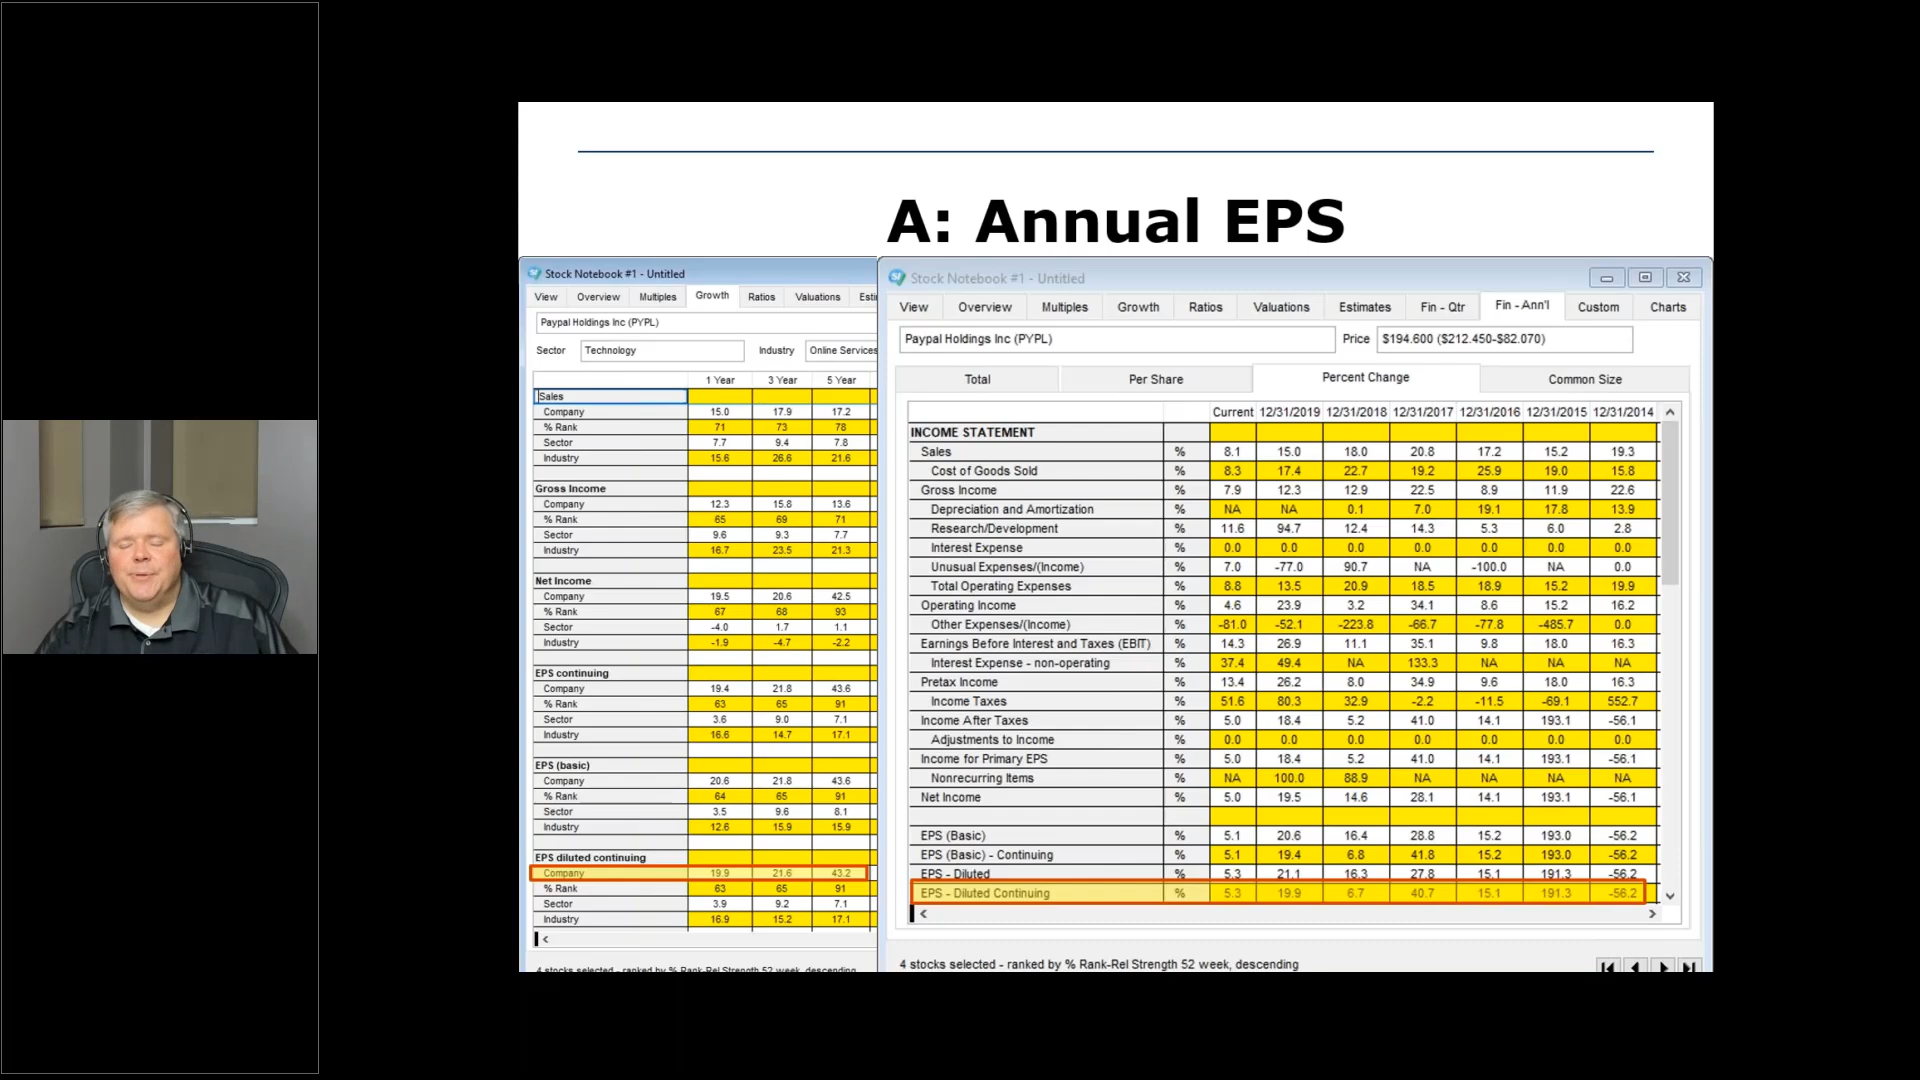 A: Annual EPS
Stock Notebook #1 - Untitled
View Overview Multiples Growth Ratios Valuations Esti
Paypal Holdings Inc (PYPL)
Sector Technology Industry Online Services
1 Year 3 Year 5 Year
Sales
Company 15.0 17.9 17.2
% Rank 71 73 78
Sector 7.7 9.4 7.8
Industry 15.6 26.6 21.6
Gross Income
Company 12.3 15.8 13.6
% Rank 65 69 71
Sector 9.6 9.3 7.7
Industry 16.7 23.5 21.3
Net Income
Company 19.5 20.6 42.5
% Rank 67 68 93
Sector -4.0 1.7 1.1
Industry -1.9 -4.7 -2.2
EPS continuing
Company 19.4 21.8 43.6
% Rank 63 65 91
Sector 3.6 9.0 7.1
Industry 16.6 14.7 17.1
EPS (basic)
Company 20.6 21.8 43.6
% Rank 64 65 91
Sector 3.5 9.6 8.1
Industry 12.6 15.9 15.9
EPS diluted continuing
Company 19.9 21.6 43.2
% Rank 63 65 91
Sector 3.9 9.2 7.1
Industry 16.9 15.2 17.1
4 stocks selected - ranked by % Rank-Rel Strength 52 week, descending
Stock Notebook #1 - Untitled
View Overview Multiples Growth Ratios Valuations Estimates Fin - Qtr Fin - Ann'l Custom Charts
Paypal Holdings Inc (PYPL) Price $194.600 ($212.450-$82.070)
Total Per Share Percent Change Common Size
Current 12/31/2019 12/31/2018 12/31/2017 12/31/2016 12/31/2015 12/31/2014
INCOME STATEMENT
Sales % 8.1 15.0 18.0 20.8 17.2 15.2 19.3
Cost of Goods Sold % 8.3 17.4 22.7 19.2 25.9 19.0 15.8
Gross Income % 7.9 12.3 12.9 22.5 8.9 11.9 22.6
Depreciation and Amortization % NA NA 0.1 7.0 19.1 17.8 13.9
Research/Development % 11.6 94.7 12.4 14.3 5.3 6.0 2.8
Interest Expense % 0.0 0.0 0.0 0.0 0.0 0.0 0.0
Unusual Expenses/(Income) % 7.0 -77.0 90.7 NA -100.0 NA 0.0
Total Operating Expenses % 8.8 13.5 20.9 18.5 18.9 15.2 19.9
Operating Income % 4.6 23.9 3.2 34.1 8.6 15.2 16.2
Other Expenses/(Income) % -81.0 -52.1 -223.8 -66.7 -77.8 -485.7 0.0
Earnings Before Interest and Taxes (EBIT) % 14.3 26.9 11.1 35.1 9.8 18.0 16.3
Interest Expense - non-operating % 37.4 49.4 NA 133.3 NA NA NA
Pretax Income % 13.4 26.2 8.0 34.9 9.6 18.0 16.3
Income Taxes % 51.6 80.3 32.9 -2.2 -11.5 -69.1 552.7
Income After Taxes % 5.0 18.4 5.2 41.0 14.1 193.1 -56.1
Adjustments to Income % 0.0 0.0 0.0 0.0 0.0 0.0 0.0
Income for Primary EPS % 5.0 18.4 5.2 41.0 14.1 193.1 -56.1
Nonrecurring Items % NA 100.0 88.9 NA NA NA NA
Net Income % 5.0 19.5 14.6 28.1 14.1 193.1 -56.1
EPS (Basic) % 5.1 20.6 16.4 28.8 15.2 193.0 -56.2
EPS (Basic) - Continuing % 5.1 19.4 6.8 41.8 15.2 193.0 -56.2
EPS - Diluted % 5.3 21.1 16.3 27.8 15.1 191.3 -56.2
EPS - Diluted Continuing % 5.3 19.9 6.7 40.7 15.1 191.3 -56.2
4 stocks selected - ranked by % Rank-Rel Strength 52 week, descending